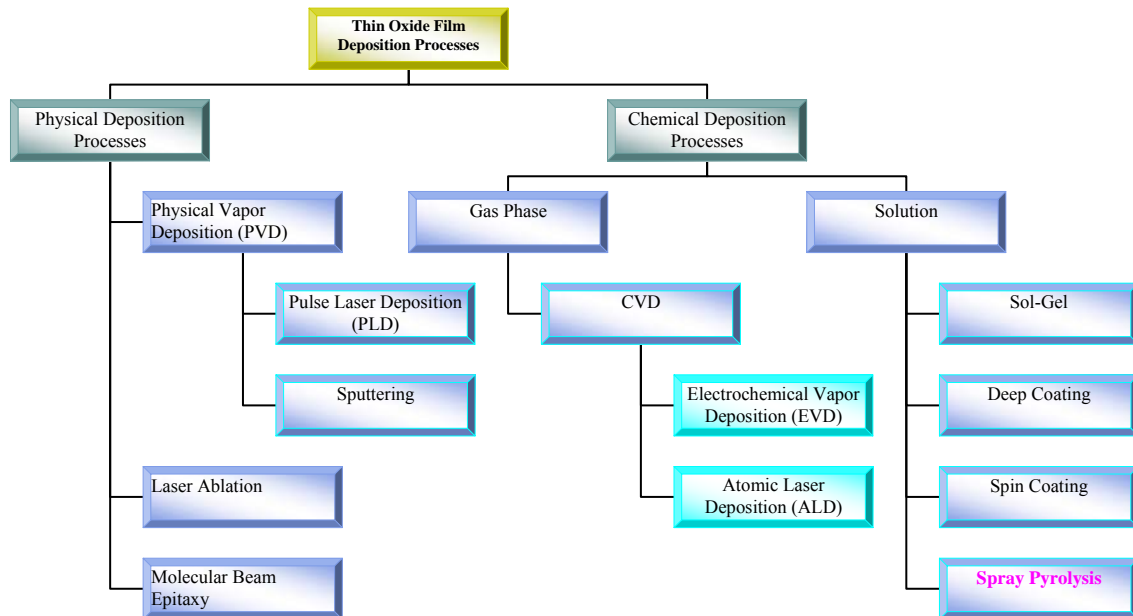 Thin Oxide Film
Deposition Processes
Physical Deposition
Processes
Chemical Deposition
Processes
Physical Vapor
Deposition (PVD)
Gas Phase
Solution
Pulse Laser Deposition
(PLD)
CVD
Sol-Gel
Sputtering
Electrochemical Vapor
Deposition (EVD)
Deep Coating
Laser Ablation
Atomic Laser
Deposition (ALD)
Spin Coating
Molecular Beam
Epitaxy
Spray Pyrolysis